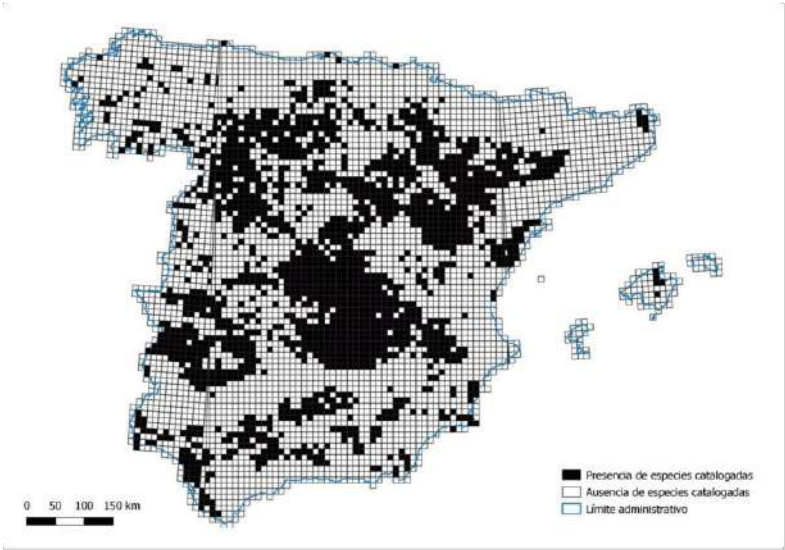 Presencia de especies catalogadas
Ausencia de especies catalogadas
Límite administrativo
0 50 100 150 km